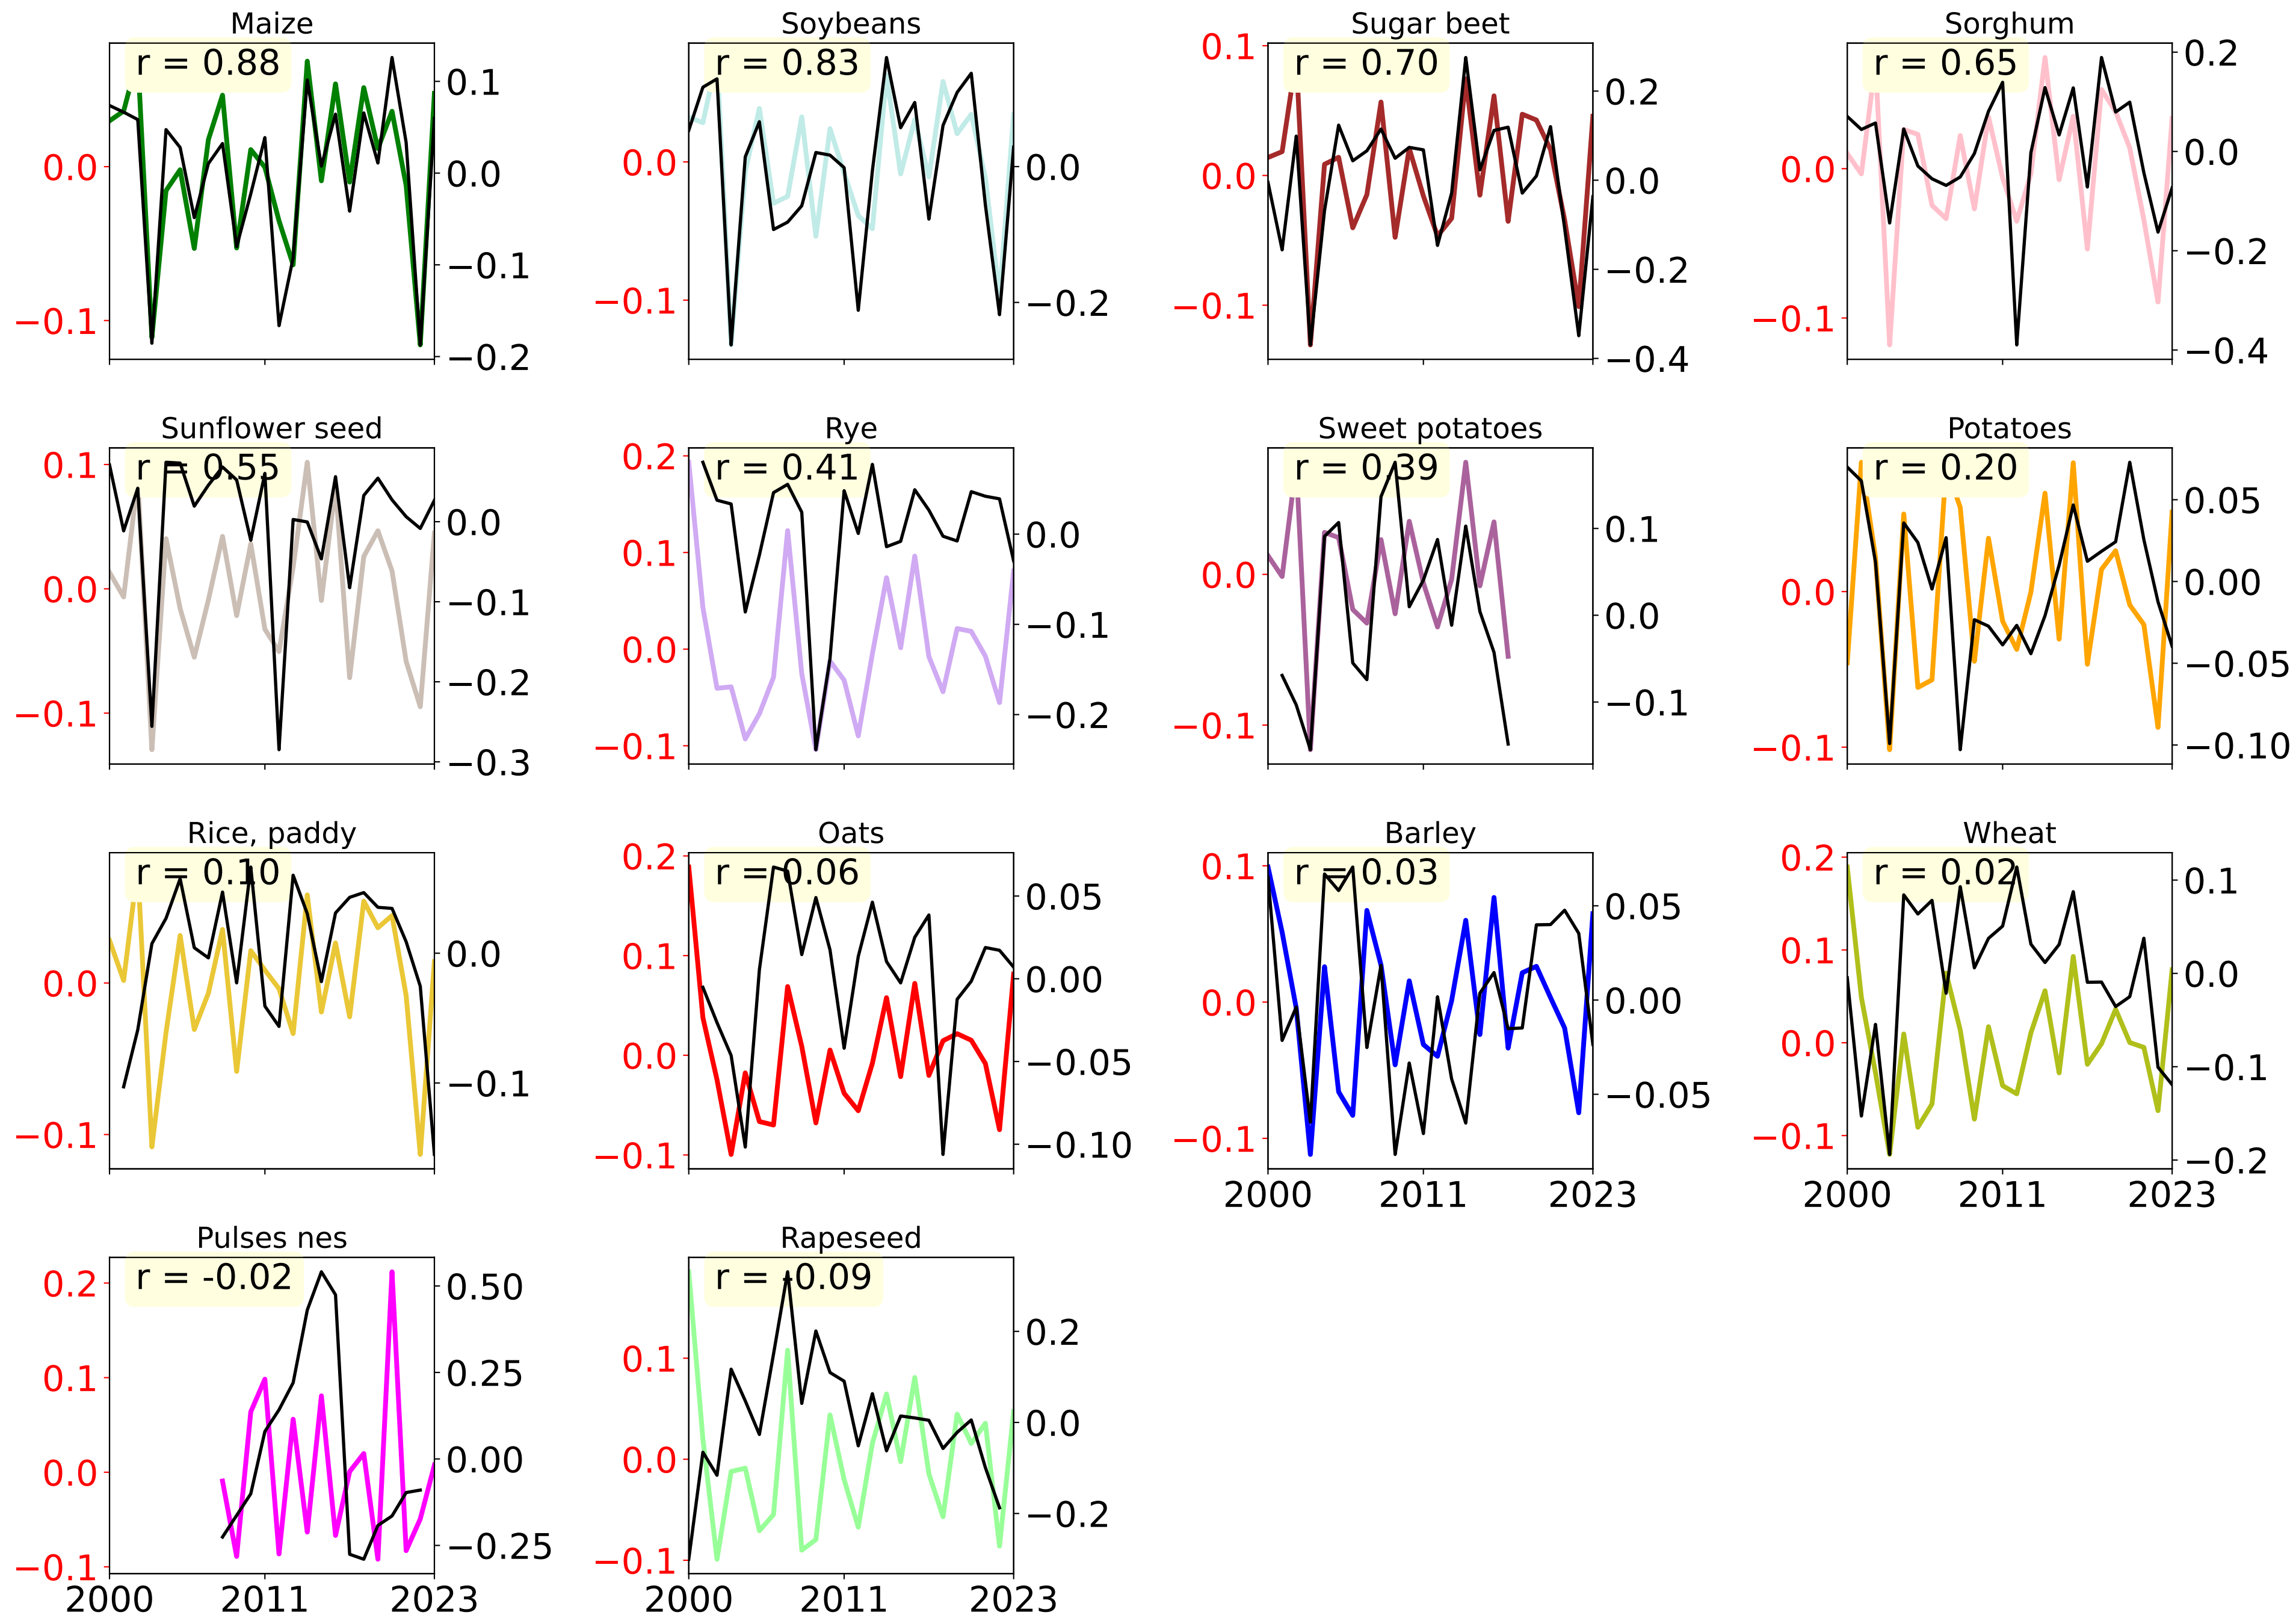 Maize
r = 0.88
0.0
−0.1
0.1
0.0
−0.1
−0.2
Soybeans
r = 0.83
0.0
−0.1
0.0
−0.2
Sugar beet
r = 0.70
0.1
0.0
−0.1
0.2
0.0
−0.2
−0.4
Sorghum
r = 0.65
0.0
−0.1
0.2
0.0
−0.2
−0.4
Sunflower seed
r = 0.55
0.1
0.0
−0.1
0.0
−0.1
−0.2
−0.3
Rye
r = 0.41
0.2
0.1
0.0
−0.1
0.0
−0.1
−0.2
Sweet potatoes
r = 0.39
0.0
−0.1
0.1
0.0
−0.1
Potatoes
r = 0.20
0.0
−0.1
0.05
0.00
−0.05
−0.10
Rice, paddy
r = 0.10
0.0
−0.1
0.0
−0.1
Oats
r = 0.06
0.2
0.1
0.0
−0.1
0.05
0.00
−0.05
−0.10
Barley
r = 0.03
0.1
0.0
−0.1
0.05
0.00
−0.05
2000 2011 2023
Wheat
r = 0.02
0.2
0.1
0.0
−0.1
0.1
0.0
−0.1
−0.2
2000 2011 2023
Pulses nes
r = -0.02
0.2
0.1
0.0
−0.1
0.50
0.25
0.00
−0.25
2000 2011 2023
Rapeseed
r = -0.09
0.1
0.0
−0.1
0.2
0.0
−0.2
2000 2011 2023